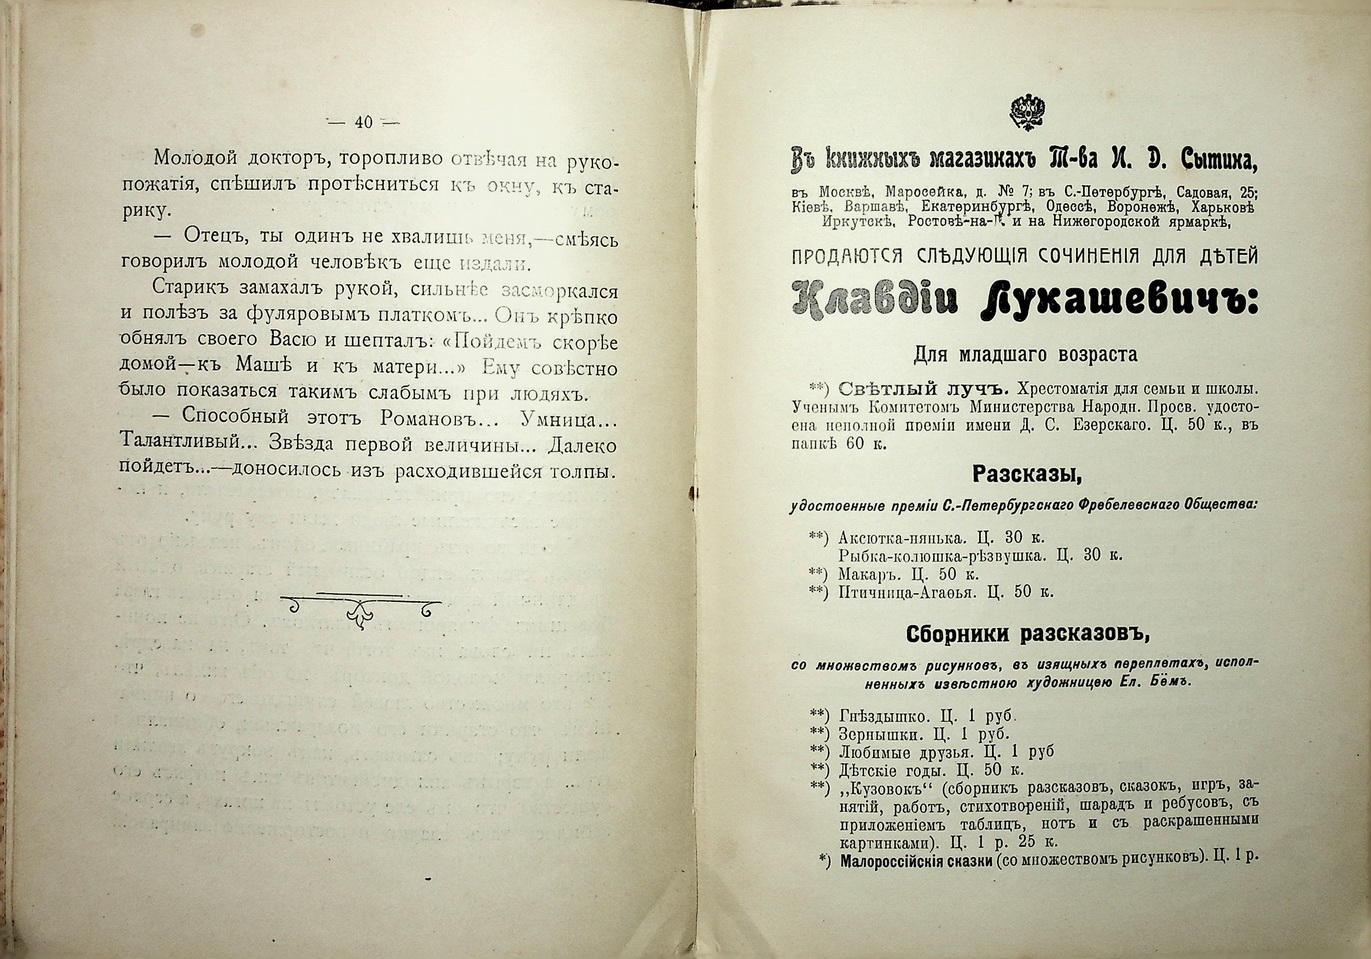 — 40 —
Молодой докторъ, торопливо отвѣчая на руко-
пожатія, спѣшилъ протѣсниться къ окну, къ ста-
рику.
— Отецъ, ты одинъ не хвалишь меня,—смѣясь
говорилъ молодой человѣкъ еще издали.
Старикъ замахалъ рукой, сильнѣе засморкался
и полѣзъ за фуляровымъ платкомъ... Онъ крѣпко
обнялъ своего Васю и шепталъ: «Пойдемъ скорѣе
домой—къ Машѣ и къ матери...» Ему совѣстно
было показаться такимъ слабымъ при людяхъ.
— Способный этотъ Романовъ... Умница...
Талантливый... Звѣзда первой величины... Далеко
пойдетъ...—доносилось изъ расходившейся толпы.
Въ книжныхъ магазинахъ Т-ва И. Д. Сытина,
въ Москвѣ, Маросейка, д. № 7; въ С.-Петербургѣ, Садовая, 25;
Кіевѣ, Варшавѣ, Екатеринбургѣ, Одессѣ, Воронежѣ, Харьковѣ
Иркутскѣ, Ростовѣ-на-Д. и на Нижегородской ярмаркѣ,
ПРОДАЮТСЯ СЛѢДУЮЩІЯ СОЧИНЕНІЯ ДЛЯ ДѢТЕЙ
Клавдіи Лукашевичъ:
Для младшаго возраста
**) Свѣтлый лучъ. Хрестоматія для семьи и школы.
Ученымъ Комитетомъ Министерства Народн. Просв. удосто-
ена неполной преміи имени Д. С. Езерскаго. Ц. 50 к., въ
папкѣ 60 к.
Разсказы,
удостоенные преміи С.-Петербургскаго Фребелевскаго Общества:
**) Аксютка-нянька. Ц. 30 к.
Рыбка-колюшка-рѣзвушка. Ц. 30 к.
**) Макаръ. Ц. 50 к.
**) Птичница-Агаѳья. Ц. 50 к.
Сборники разсказовъ,
со множествомъ рисунковъ, въ изящныхъ переплетахъ, испол-
ненныхъ извѣстною художницею Ел. Бёмъ.
**) Гнѣздышко. Ц. 1 руб.
**) Зернышки. Ц. 1 руб.
**) Любимые друзья. Ц. 1 руб
**) Дѣтскіе годы. Ц. 50 к.
**) ,,Кузовокъ“ (сборникъ разсказовъ, сказокъ, игръ, за-
нятій, работъ, стихотвореній, шарадъ и ребусовъ, съ
приложеніемъ таблицъ, нотъ и съ раскрашенными
картинками). Ц. 1 р. 25 к.
*) Малороссійскія сказки (со множествомъ рисунковъ). Ц. 1 р.